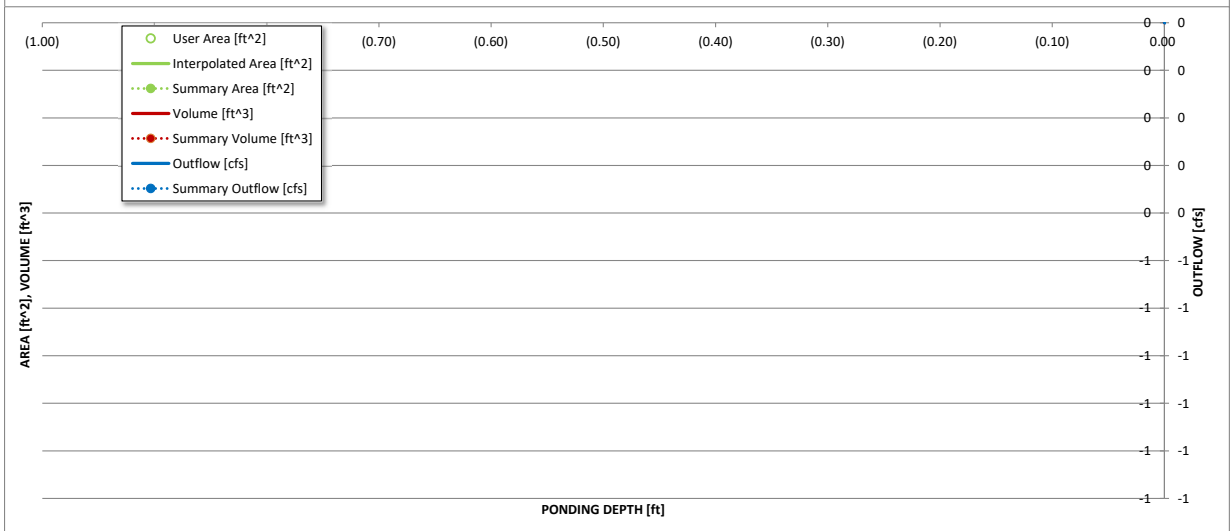 (1.00) (0.70) (0.60) (0.50) (0.40) (0.30) (0.20) (0.10) 0.00
User Area [ft^2]
Interpolated Area [ft^2]
Summary Area [ft^2]
Volume [ft^3]
Summary Volume [ft^3]
Outflow [cfs]
Summary Outflow [cfs]
AREA [ft^2], VOLUME [ft^3]
0 0
0 0
0 0
0 0
0 0
-1 -1
-1 -1
-1 -1
-1 -1
-1 -1
-1 -1
OUTFLOW [cfs]
PONDING DEPTH [ft]